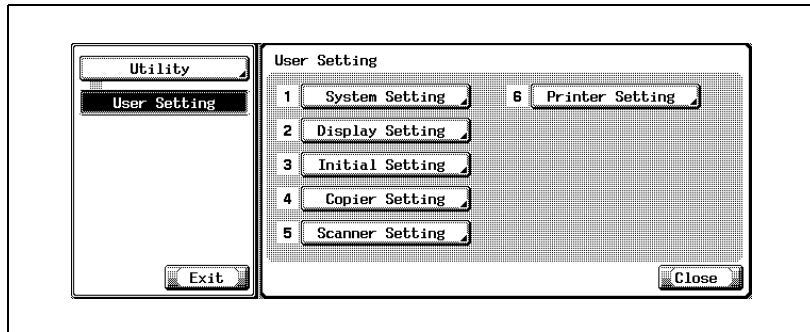 Utility
User Setting
Exit
User Setting
1 System Setting
2 Display Setting
3 Initial Setting
4 Copier Setting
5 Scanner Setting
6 Printer Setting
Close